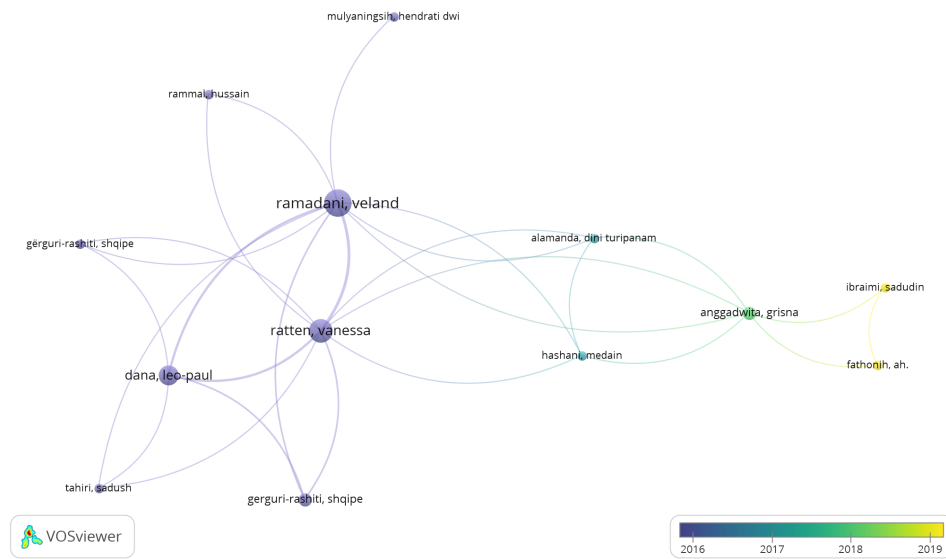 mulyaningsih, hendrati dwi
rammal, hussain
ramadani, veland
gërguri-rashiti, shqipe
alamanda, dini turipanam
ibraimi, sadudin
anggadwita, grisna
ratten, vanessa
hashani, medain
fathonih, ah.
dana, leo-paul
tahiri, sadush
gerguri-rashiti, shqipe
VOSviewer
2016 2017 2018 2019